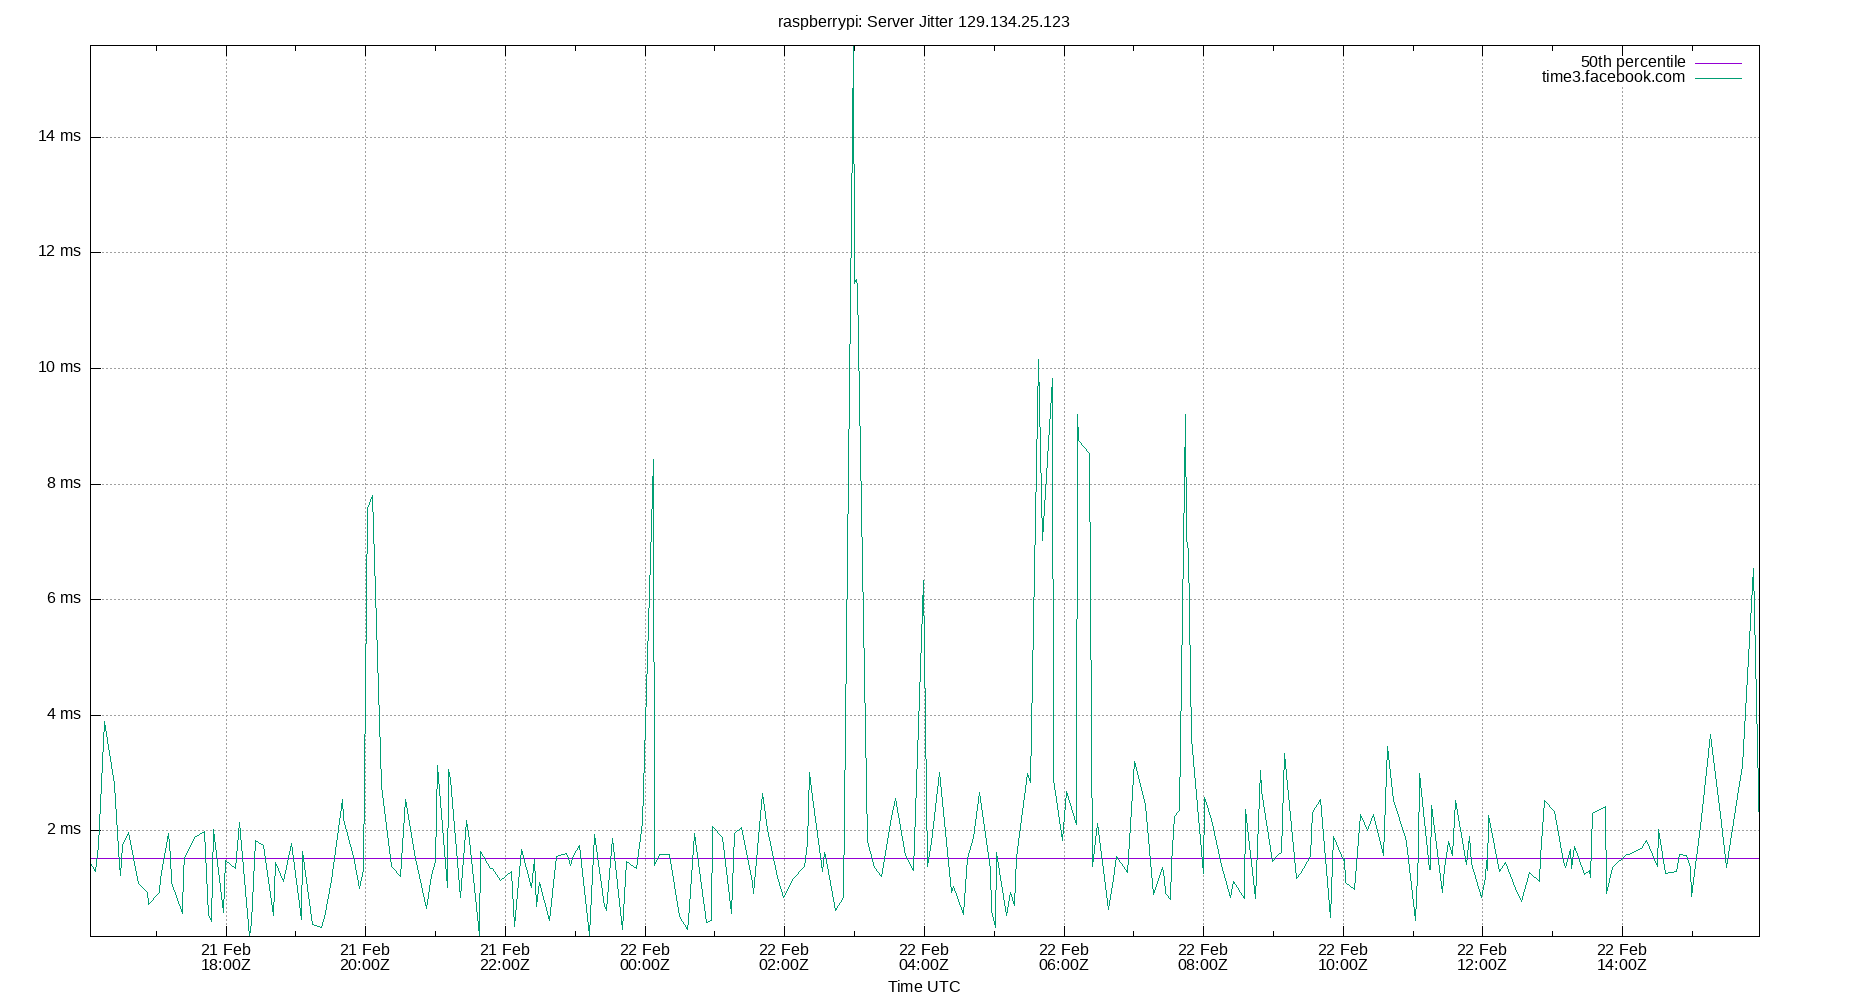 raspberrypi: Server Jitter 129.134.25.123
50th percentile
time3.facebook.com
14 ms
12 ms
10 ms
8 ms
6 ms
4 ms
2 ms
21 Feb 21 Feb 21 Feb 22 Feb 22 Feb 22 Feb 22 Feb 22 Feb 22 Feb 22 Feb 22 Feb
18:00Z 20:00Z 22:00Z 00:00Z 02:00Z 04:00Z 06:00Z 08:00Z 10:00Z 12:00Z 14:00Z
Time UTC